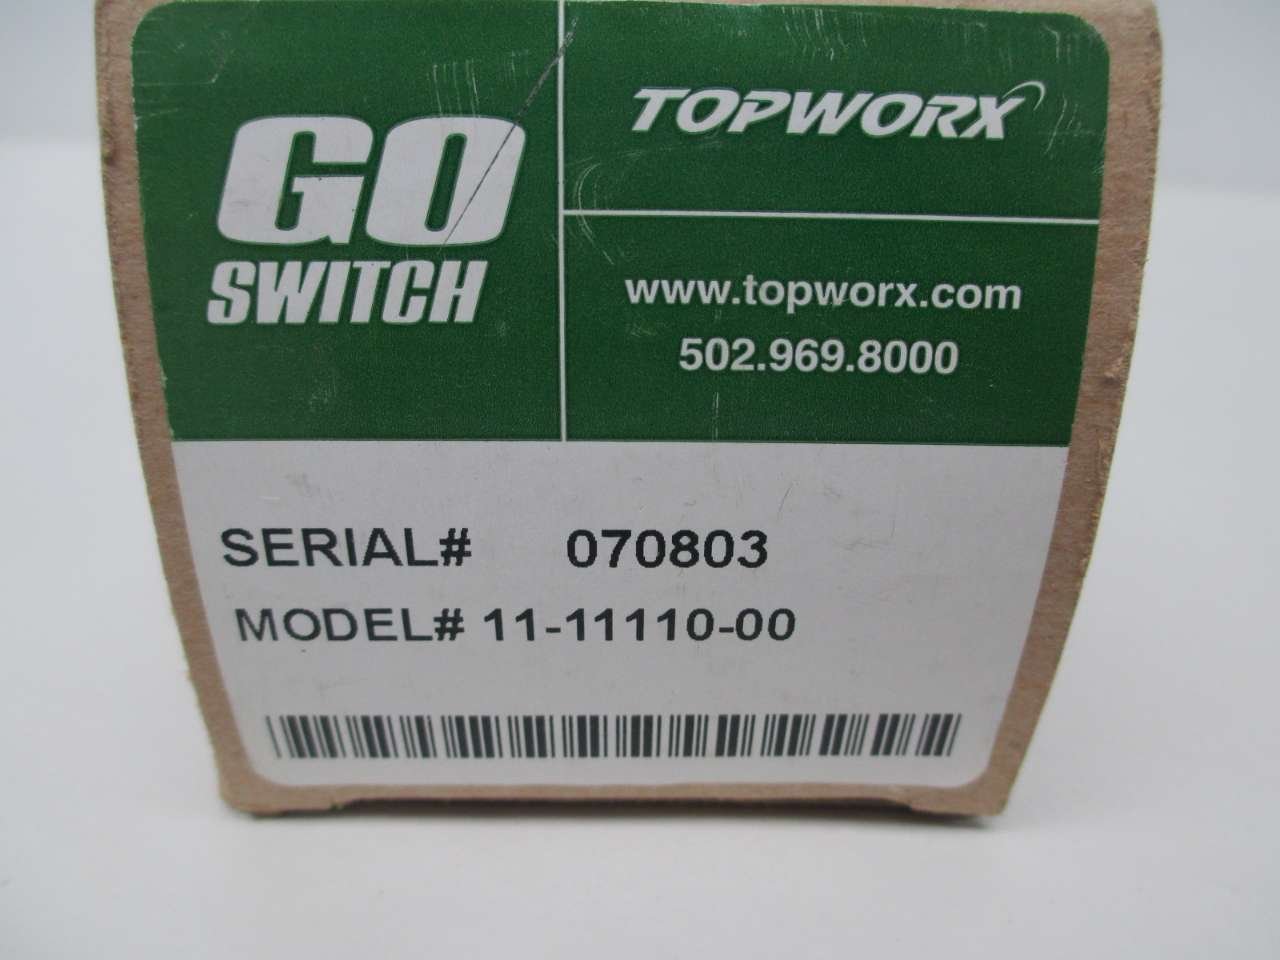 GO
SWITCH
TOPWORX
www.topworx.com
502.969.8000
SERIAL# 070803
MODEL# 11-11110-00